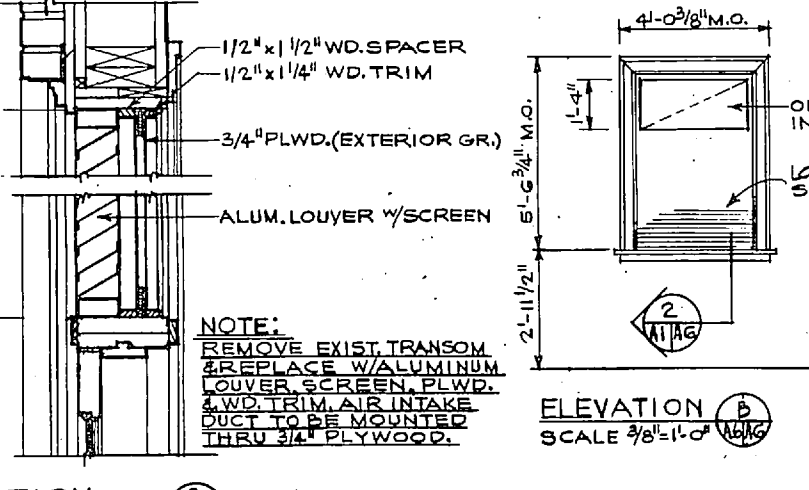 1/2" x 1 1/2" WD. SPACER
1/2" x 1 1/4" WD. TRIM
3/4" PLWD. (EXTERIOR GR.)
ALUM. LOUVER W/SCREEN
NOTE:
REMOVE EXIST. TRANSOM
& REPLACE W/ALUMINUM
LOUVER, SCREEN, PLWD.
& WD. TRIM. AIR INTAKE
DUCT TO BE MOUNTED
THRU 3/4" PLYWOOD.
4'-0 3/8" M.O.
1'-4"
5'-6 3/4" M.O.
2'-11 1/2"
2
A1 A6
ELEVATION B
SCALE 3/8"=1'-0" A6 A6